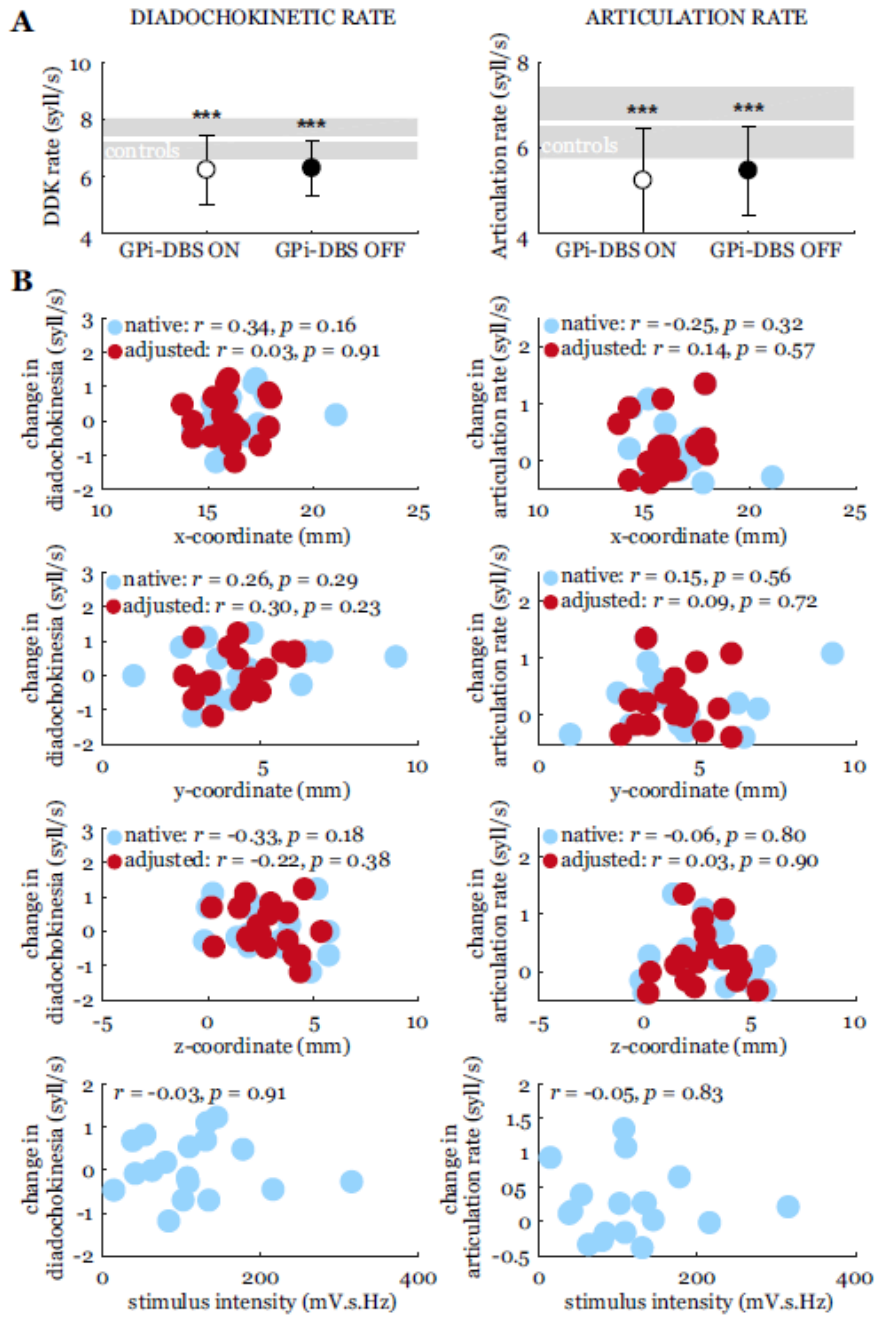 A
DIADOCHOKINETIC RATE
DDK rate (syll/s)
10
8
6
4
***
***
controls
GPi-DBS ON
GPi-DBS OFF
ARTICULATION RATE
Articulation rate (syll/s)
8
6
4
***
***
controls
GPi-DBS ON
GPi-DBS OFF
B
change in
diadochokinesia (syll/s)
3
2
1
0
-1
-2
native: r = 0.34, p = 0.16
adjusted: r = 0.03, p = 0.91
10
15
20
25
x-coordinate (mm)
change in
articulation rate (syll/s)
2
1
0
native: r = -0.25, p = 0.32
adjusted: r = 0.14, p = 0.57
10
15
20
25
x-coordinate (mm)
change in
diadochokinesia (syll/s)
3
2
1
0
-1
-2
native: r = 0.26, p = 0.29
adjusted: r = 0.30, p = 0.23
0
5
10
y-coordinate (mm)
change in
articulation rate (syll/s)
2
1
0
native: r = 0.15, p = 0.56
adjusted: r = 0.09, p = 0.72
0
5
10
y-coordinate (mm)
change in
diadochokinesia (syll/s)
3
2
1
0
-1
-2
native: r = -0.33, p = 0.18
adjusted: r = -0.22, p = 0.38
-5
0
5
10
z-coordinate (mm)
change in
articulation rate (syll/s)
2
1
0
native: r = -0.06, p = 0.80
adjusted: r = 0.03, p = 0.90
-5
0
5
10
z-coordinate (mm)
change in
diadochokinesia (syll/s)
2
1
0
-1
-2
r = -0.03, p = 0.91
0
200
400
stimulus intensity (mV.s.Hz)
change in
articulation rate (syll/s)
2
1.5
1
0.5
0
-0.5
r = -0.05, p = 0.83
0
200
400
stimulus intensity (mV.s.Hz)